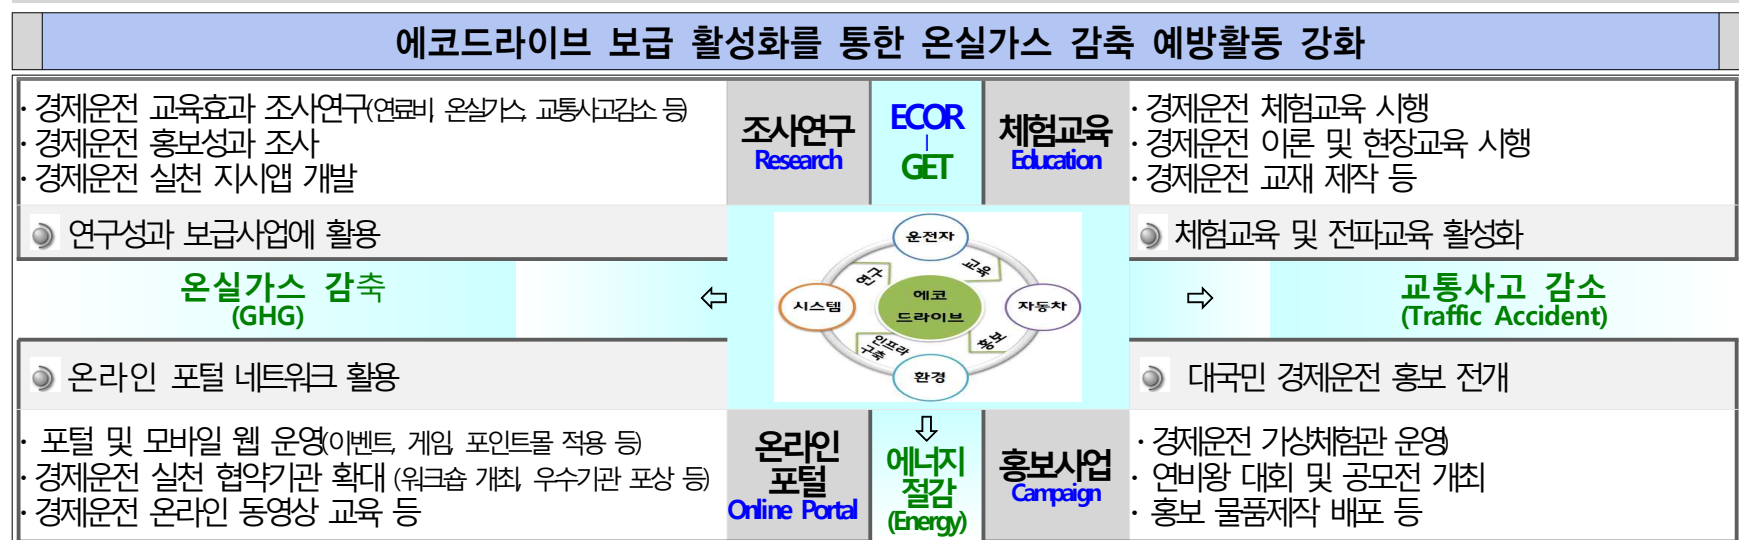 에코드라이브 보급 활성화를 통한 온실가스 감축 예방활동 강화
· 경제운전 교육효과 조사연구(연료비, 온실가스, 교통사고감소 등)
· 경제운전 홍보성과 조사
· 경제운전 실천 지시앱 개발
조사연구
Research
ECOR
|
GET
체험교육
Education
· 경제운전 체험교육 시행
· 경제운전 이론 및 현장교육 시행
· 경제운전 교재 제작 등
연구성과 보급사업에 활용
체험교육 및 전파교육 활성화
온실가스 감축
(GHG)
⇦
운전자
연구
교육
시스템
에코
드라이브
자동차
인프라
구축
홍보
환경
⇨
교통사고 감소
(Traffic Accident)
온라인 포털 네트워크 활용
대국민 경제운전 홍보 전개
· 포털 및 모바일 웹 운영(이벤트, 게임, 포인트몰 적용 등)
· 경제운전 실천 협약기관 확대 (워크숍 개최, 우수기관 포상 등)
· 경제운전 온라인 동영상 교육 등
온라인
포털
Online Portal
⇩
에너지
절감
(Energy)
홍보사업
Campaign
· 경제운전 가상체험관 운영
· 연비왕 대회 및 공모전 개최
· 홍보 물품제작 배포 등